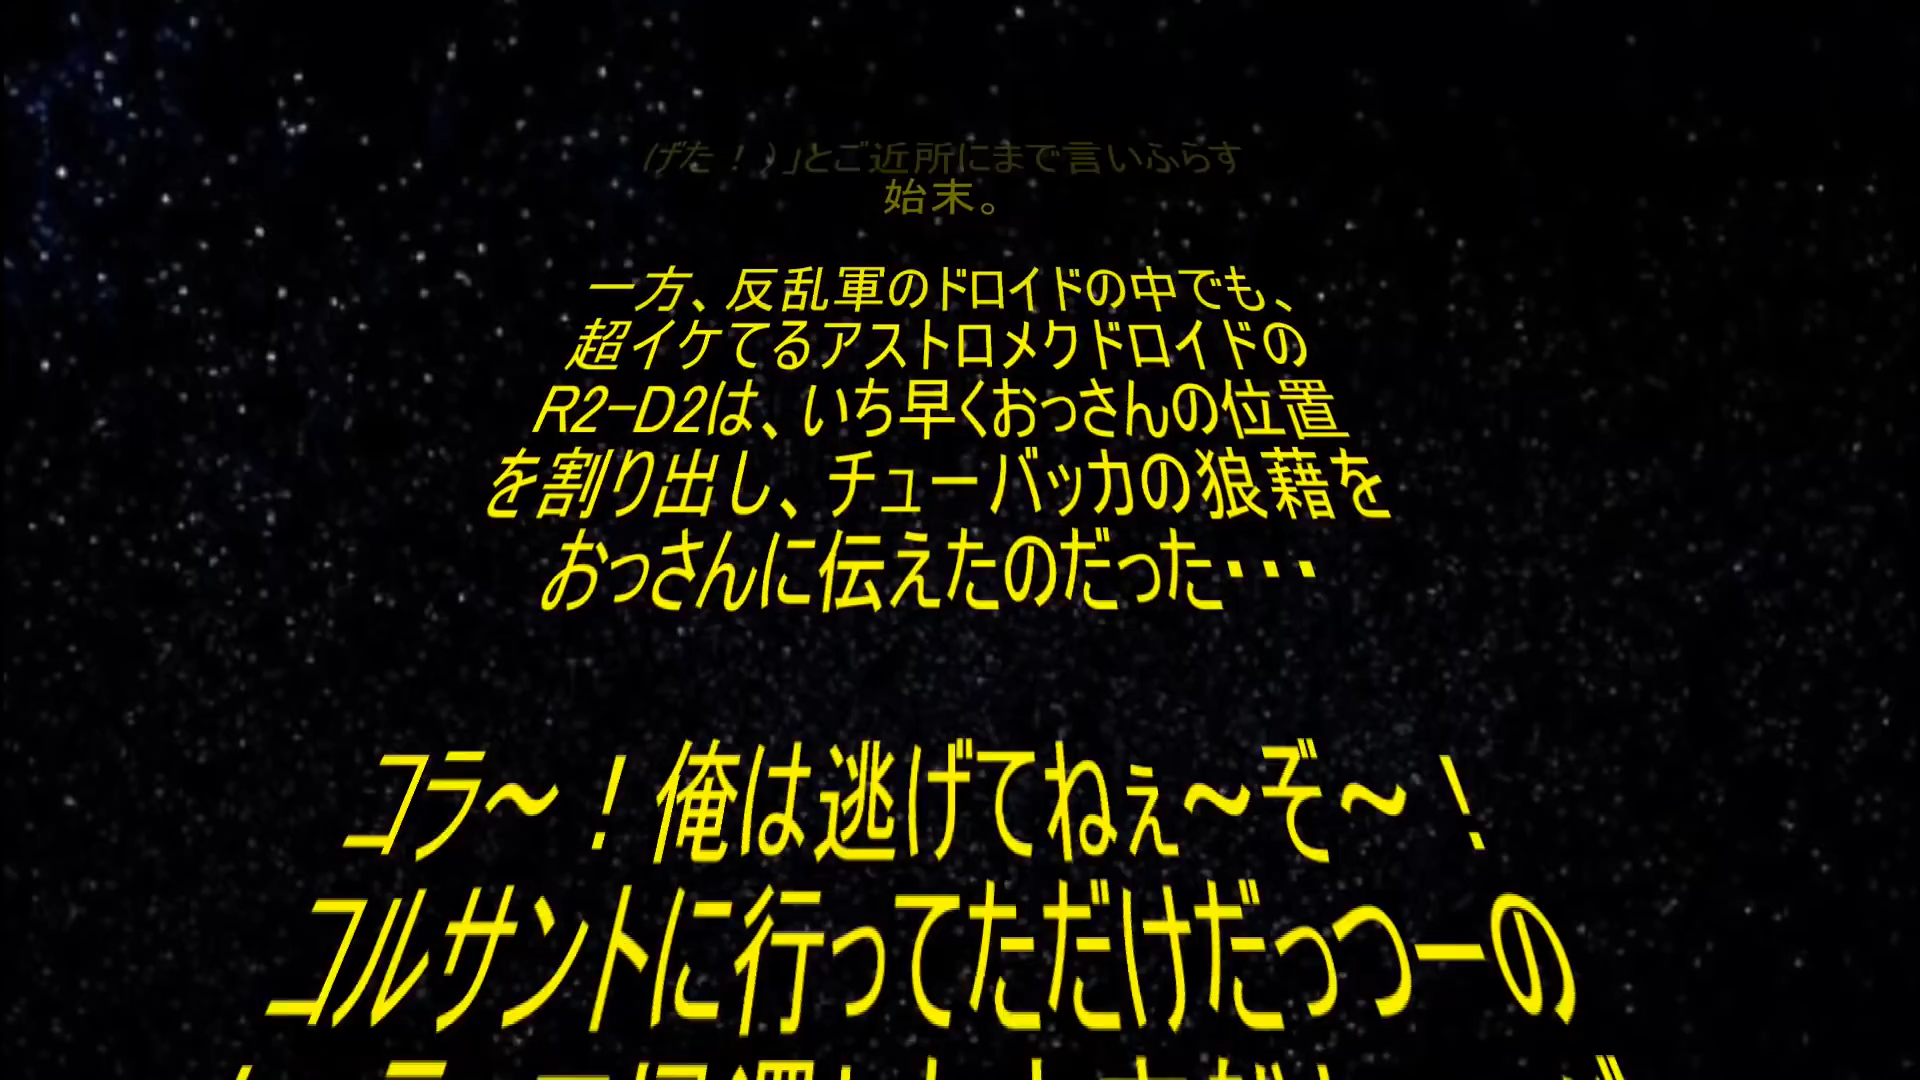 げた！）」とご近所にまで言いふらす
始末。
一方、反乱軍のドロイドの中でも、
超イケてるアストロメクドロイドの
R2-D2は、いち早くおっさんの位置
を割り出し、チューバッカの狼藉を
おっさんに伝えたのだった・・・
コラ～！俺は逃げてねぇ～ぞ～！
コルサントに行ってただけだっつーの